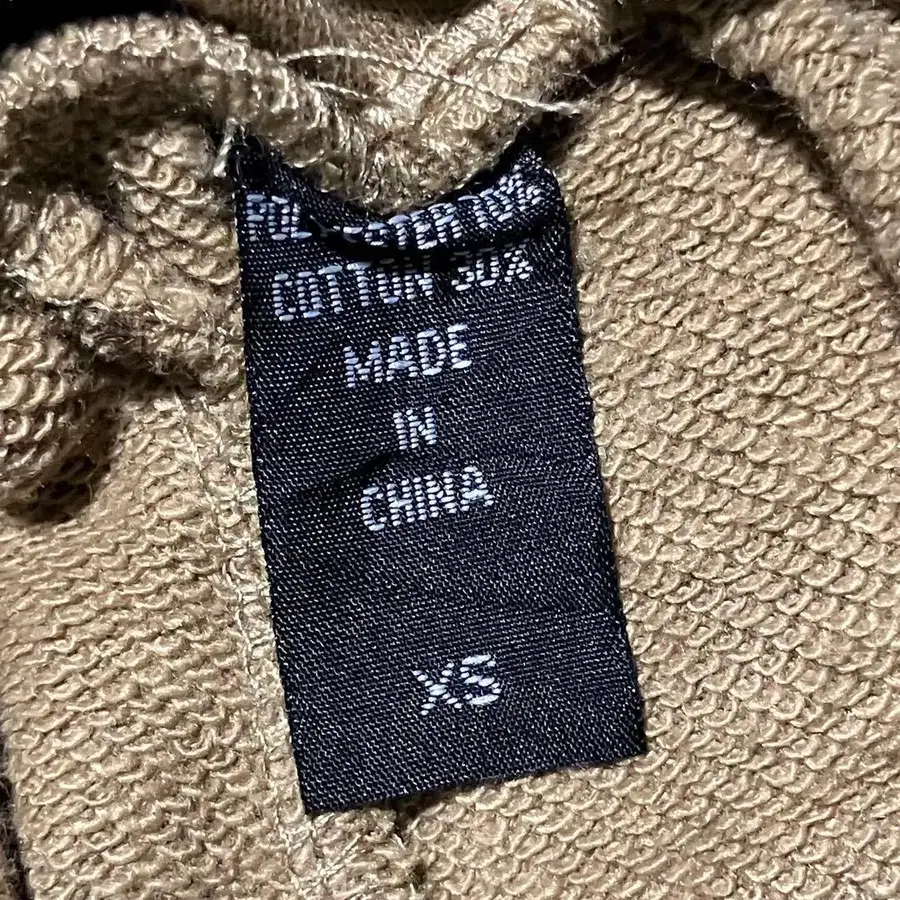 POLYESTER 70%
COTTON 30%
MADE
IN
CHINA
XS